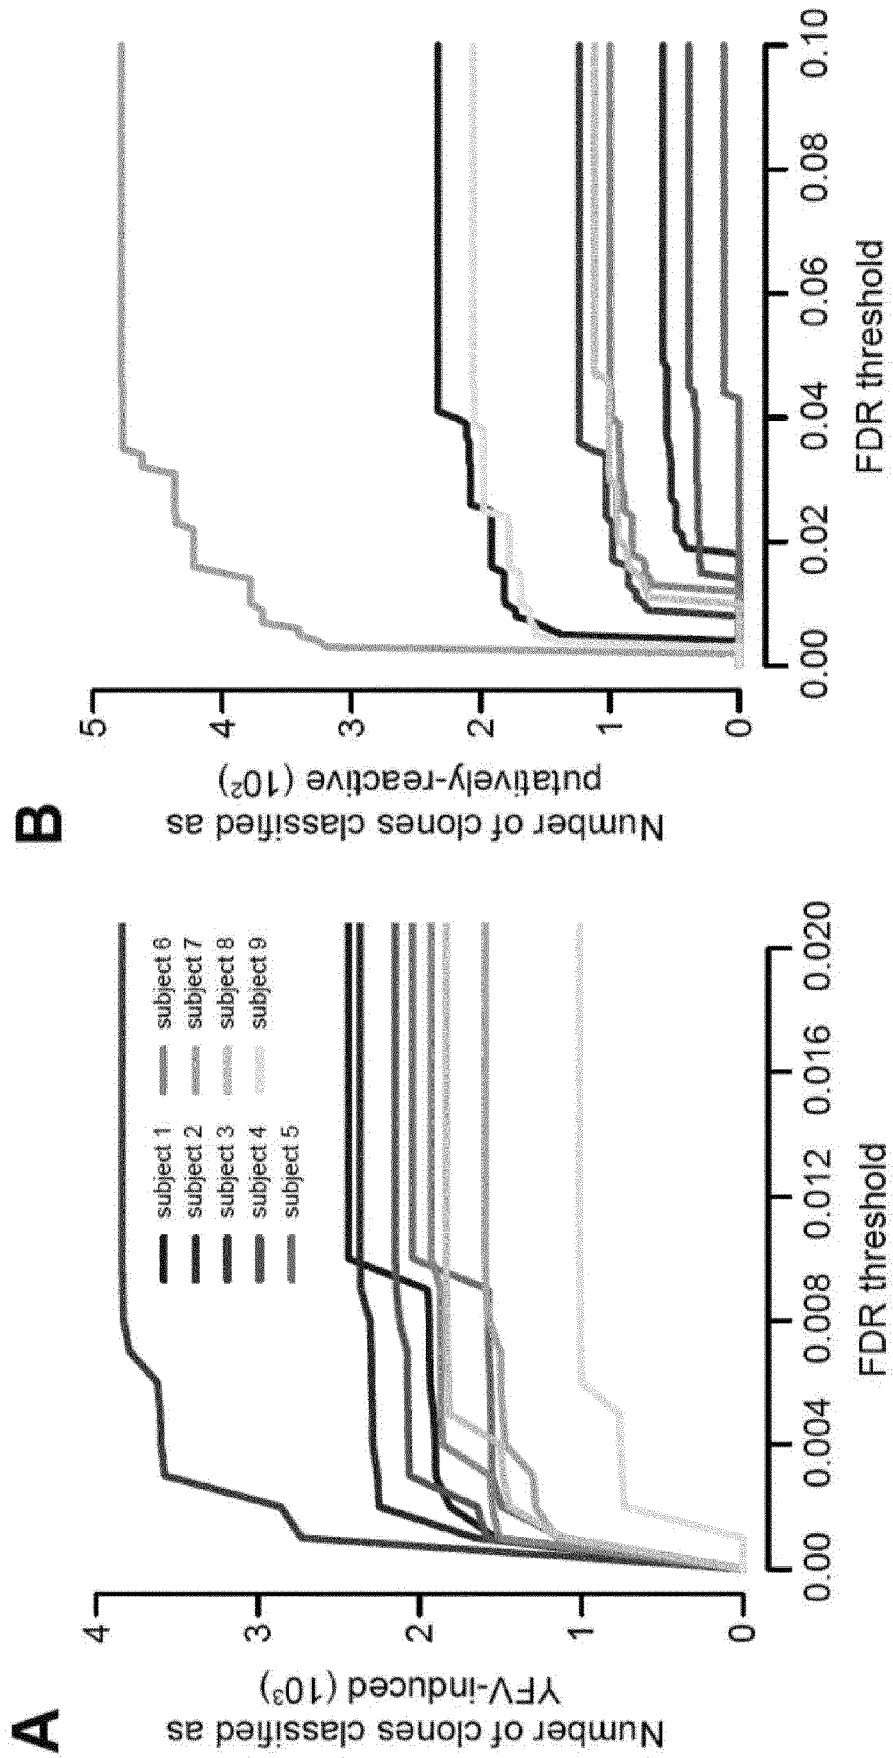 A
Number of clones classified as
YFV-induced (10³)
4
3
2
1
0
0.00
0.004
0.008
0.012
0.016
0.020
FDR threshold
subject 1
subject 2
subject 3
subject 4
subject 5
subject 6
subject 7
subject 8
subject 9
B
Number of clones classified as
putatively-reactive (10²)
5
4
3
2
1
0
0.00
0.02
0.04
0.06
0.08
0.10
FDR threshold